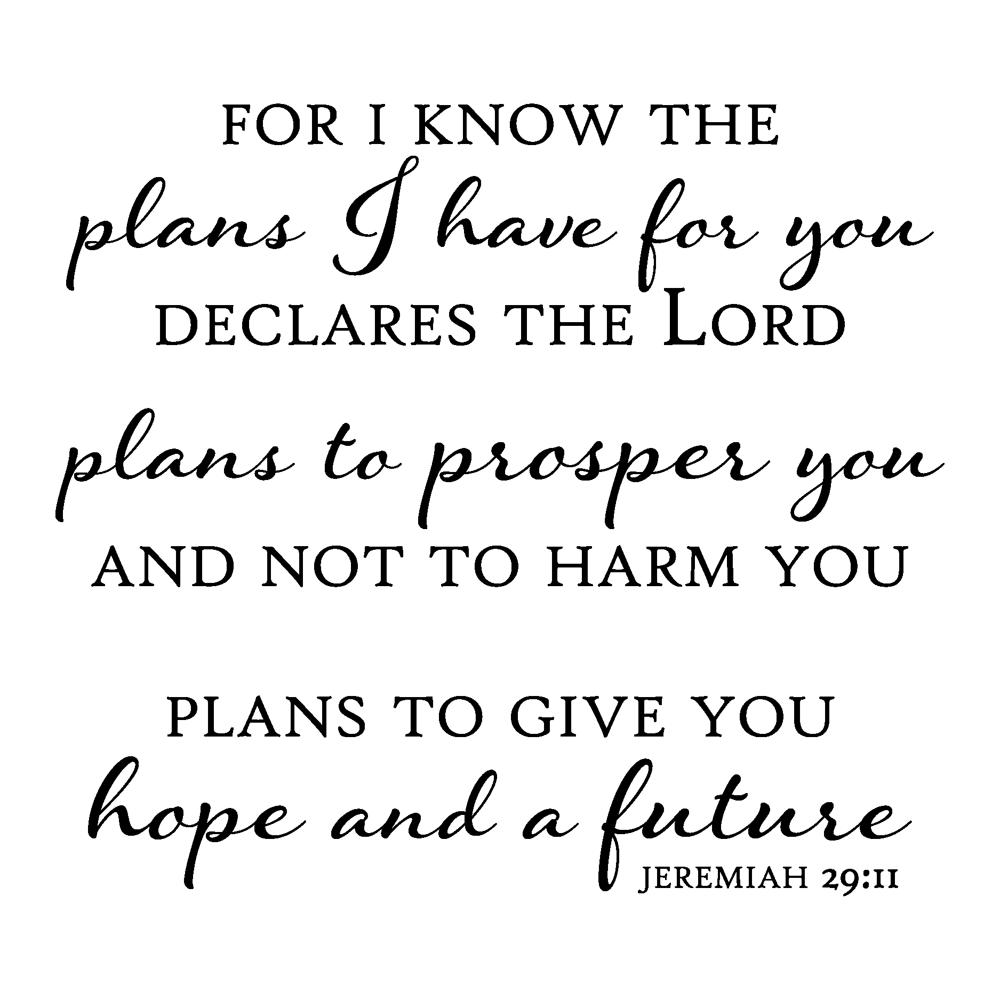 FOR I KNOW THE
plans I have for you
DECLARES THE LORD
plans to prosper you
AND NOT TO HARM YOU
PLANS TO GIVE YOU
hope and a future
JEREMIAH 29:11